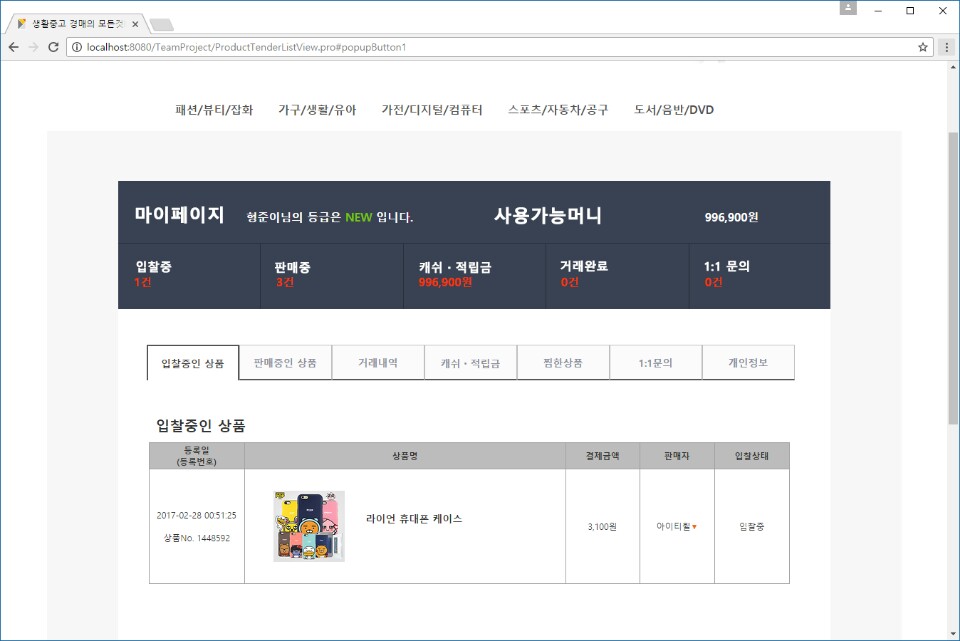 생활중고 경매의 모든것
localhost:8080/TeamProject/ProductTenderListView.pro#popupButton1
패션/뷰티/잡화 가구/생활/유아 가전/디지털/컴퓨터 스포츠/자동차/공구 도서/음반/DVD
마이페이지 형준이님의 등급은 NEW 입니다. 사용가능머니 996,900원
입찰중 판매중 캐쉬 · 적립금 거래완료 1:1 문의
1건 3건 996,900원 0건 0건
입찰중인 상품 판매중인 상품 거래내역 캐쉬 · 적립금 찜한상품 1:1문의 개인정보
입찰중인 상품
등록일
(등록번호) 상품명 결제금액 판매자 입찰상태
2017-02-28 00:51:25
상품No. 1448592
라이언 휴대폰 케이스 3,100원 아이티윌 입찰중